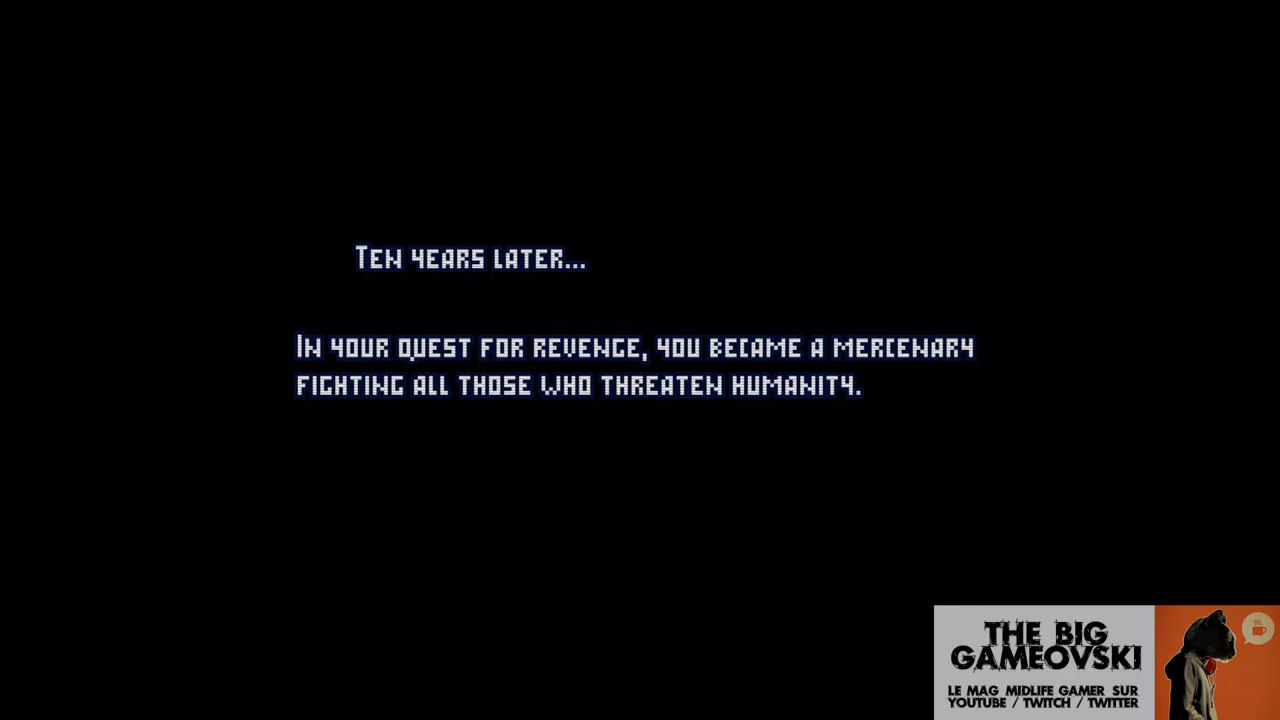 Ten years later...
In your quest for revenge, you became a mercenary
fighting all those who threaten humanity.
THE BIG
GAMEOVSKI
LE MAG MIDLIFE GAMER SUR
YOUTUBE / TWITCH / TWITTER